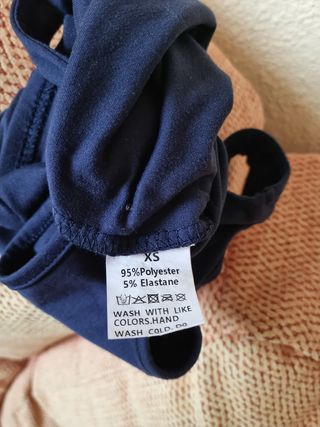 XS
95%Polyester
5% Elastane
WASH WITH LIKE
COLORS.HAND
WASH COLD. DO